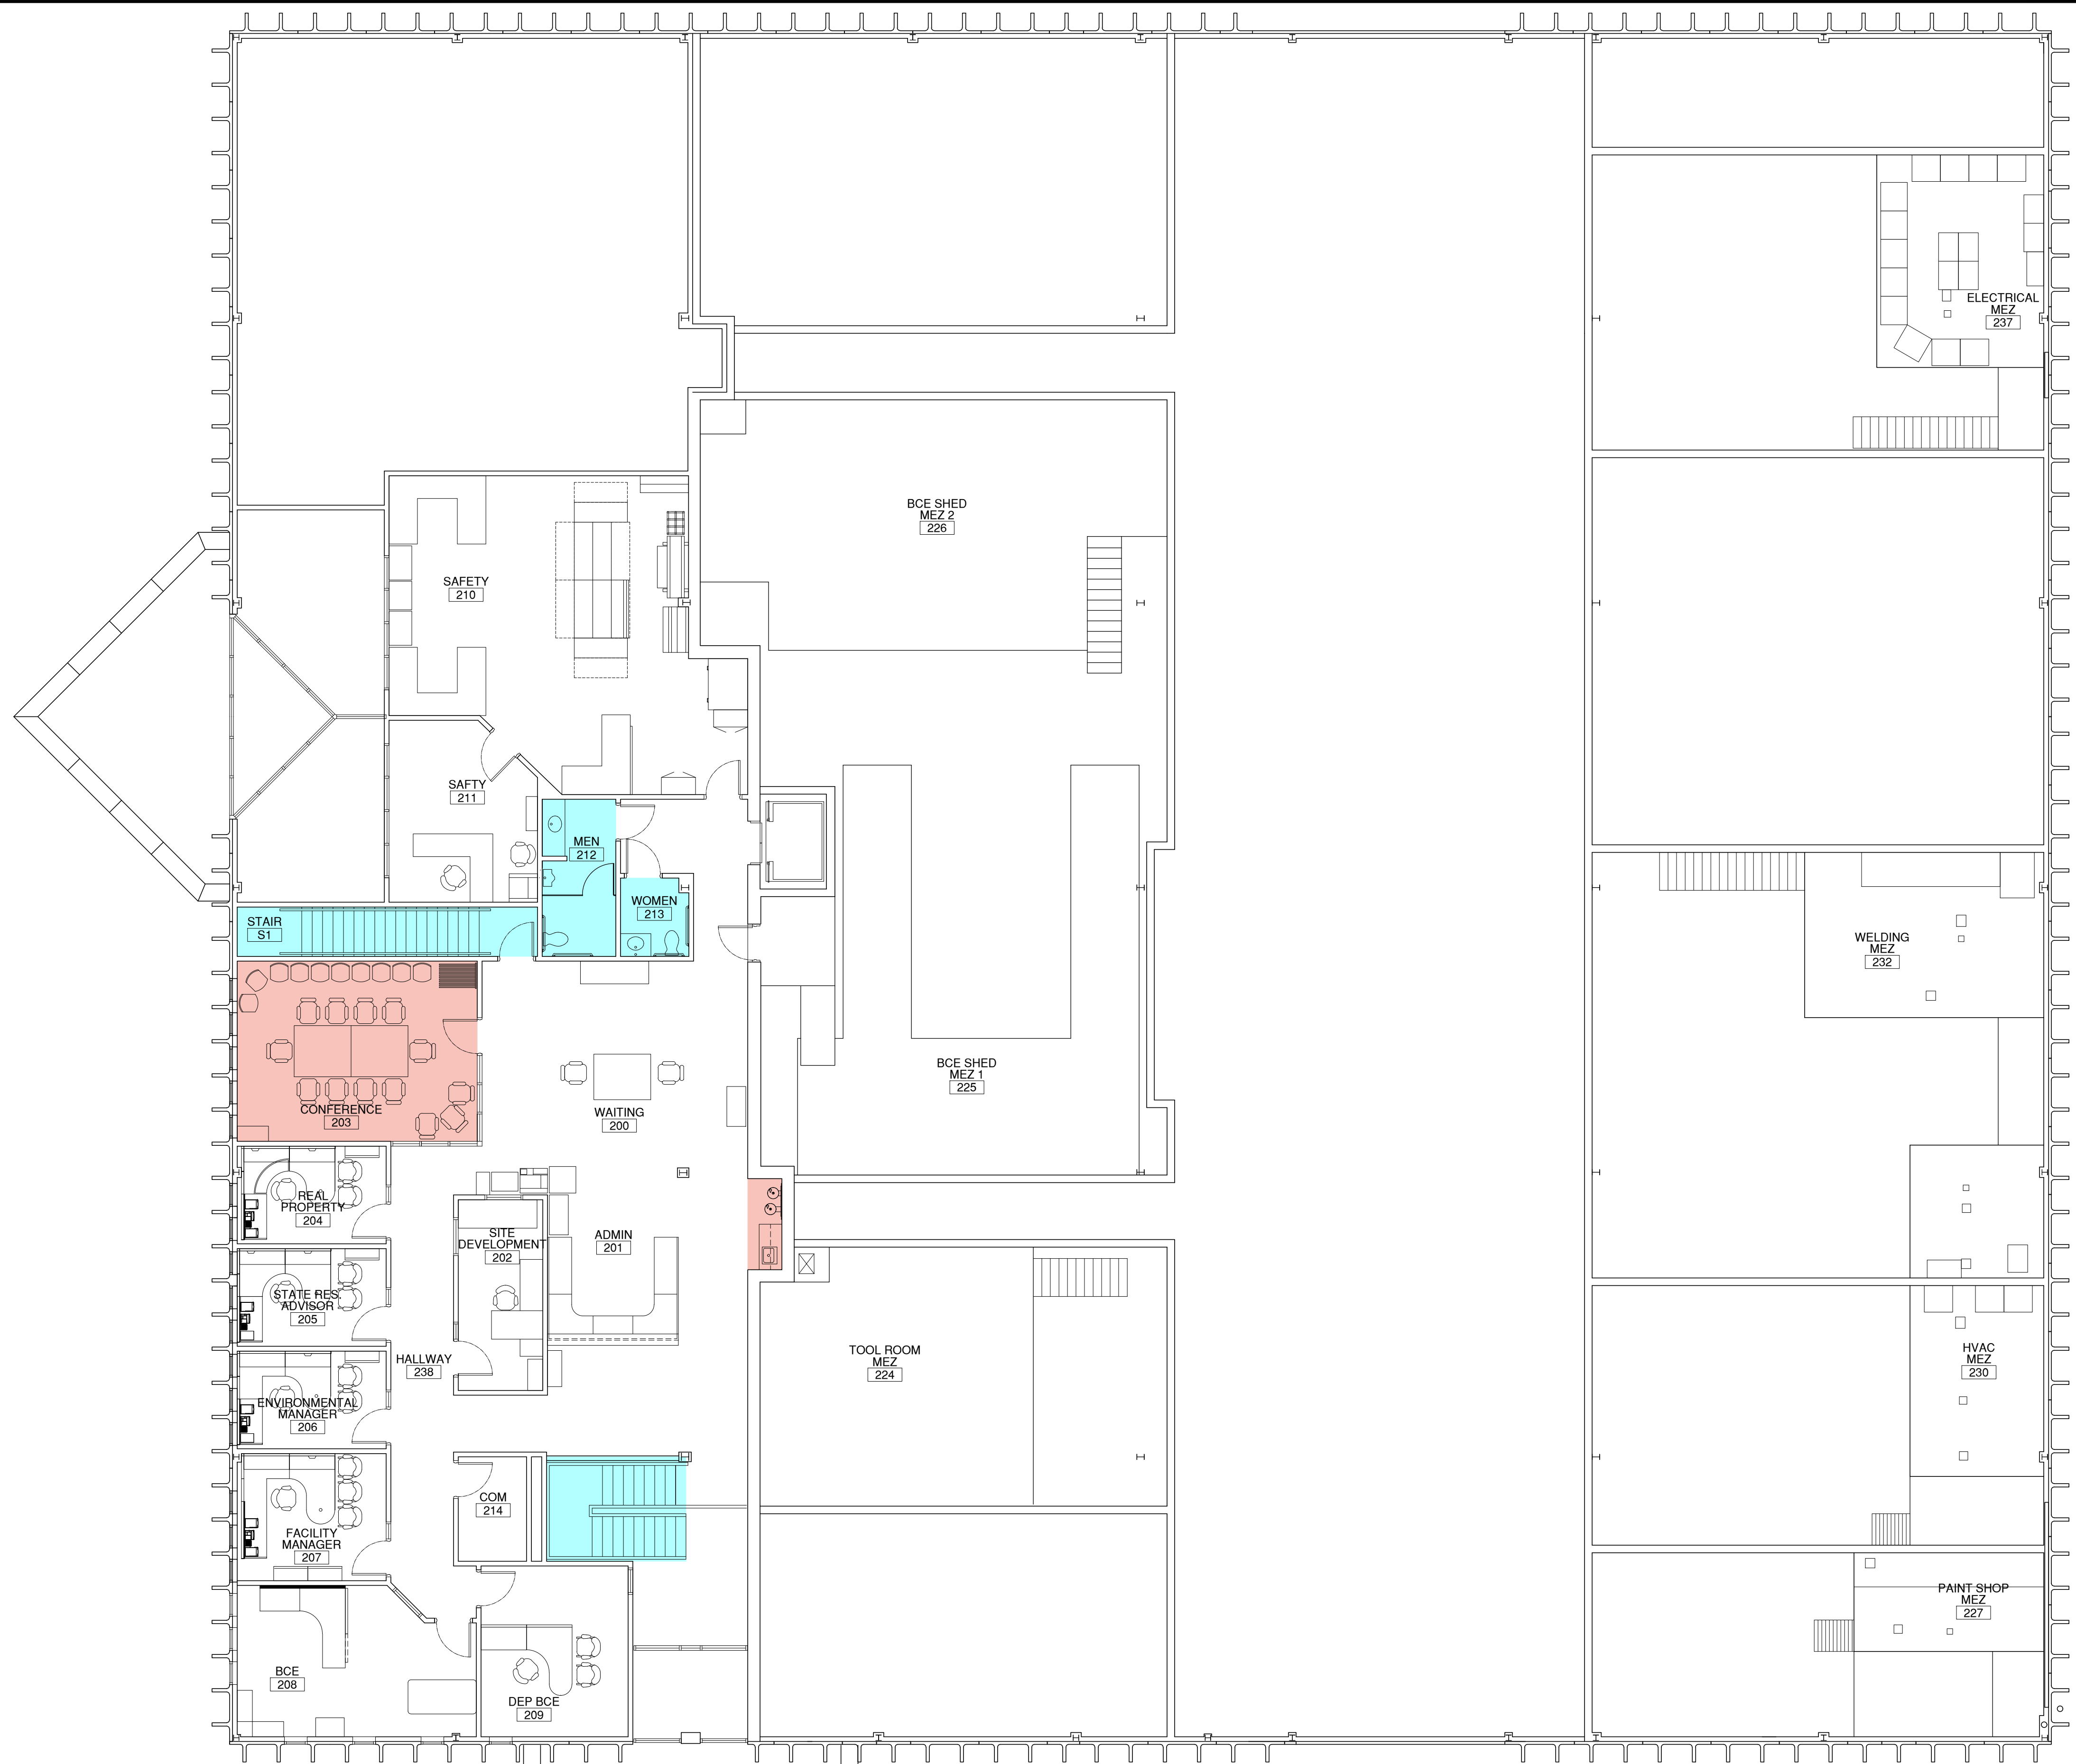 ELECTRICAL
MEZ
237
BCE SHED
MEZ 2
226
SAFETY
210
SAFTY
211
MEN
212
WOMEN
213
STAIR
S1
WELDING
MEZ
232
CONFERENCE
203
WAITING
200
BCE SHED
MEZ 1
225
REAL
PROPERTY
204
SITE
DEVELOPMENT
202
ADMIN
201
STATE RES.
ADVISOR
205
HALLWAY
238
TOOL ROOM
MEZ
224
HVAC
MEZ
230
ENVIRONMENTAL
MANAGER
206
COM
214
FACILITY
MANAGER
207
PAINT SHOP
MEZ
227
BCE
208
DEP BCE
209